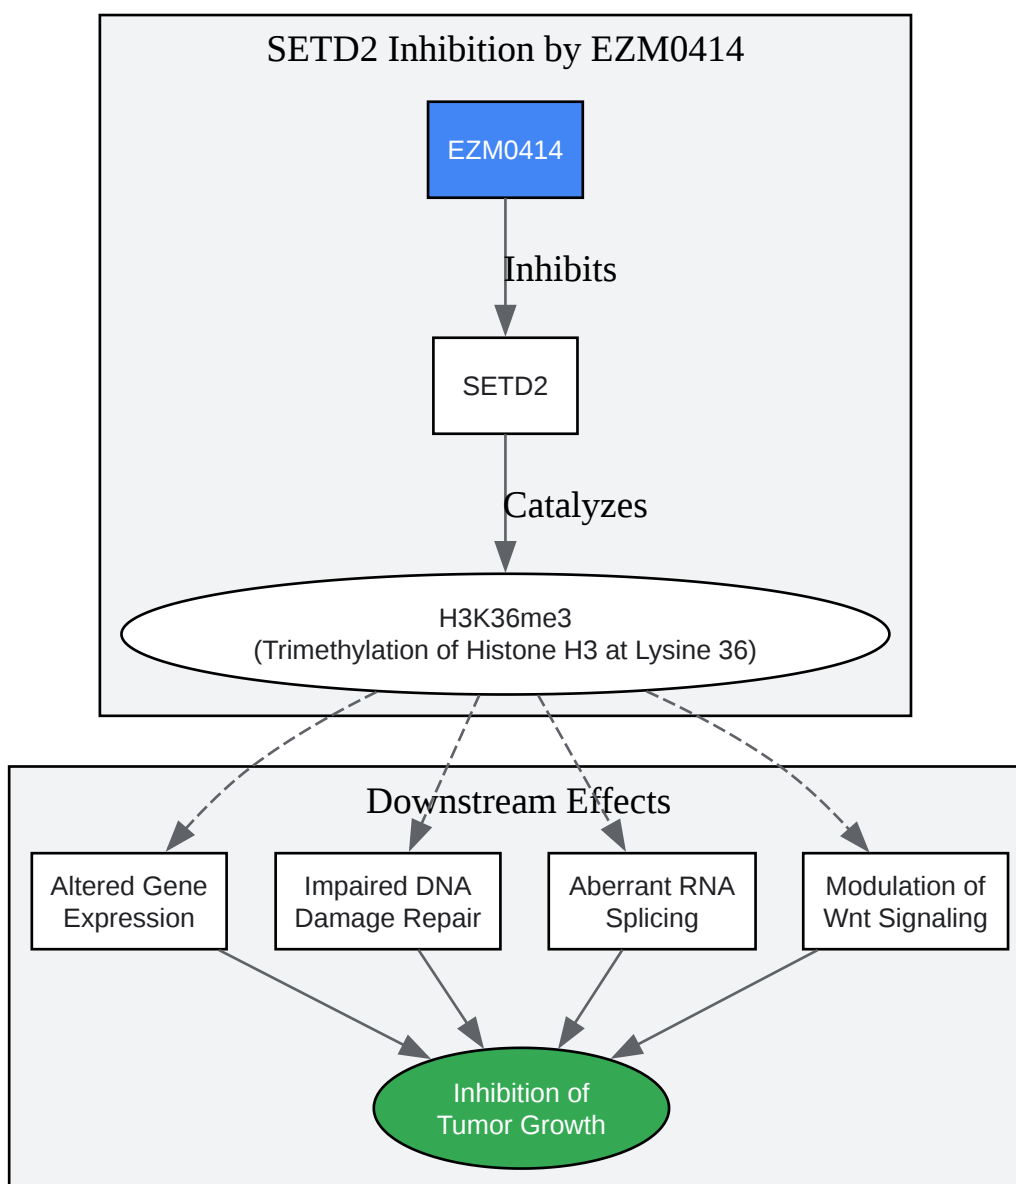 SETD2 Inhibition by EZM0414
EZM0414
Inhibits
SETD2
Catalyzes
H3K36me3
(Trimethylation of Histone H3 at Lysine 36)
Downstream Effects
Altered Gene
Expression
Impaired DNA
Damage Repair
Aberrant RNA
Splicing
Modulation of
Wnt Signaling
Inhibition of
Tumor Growth